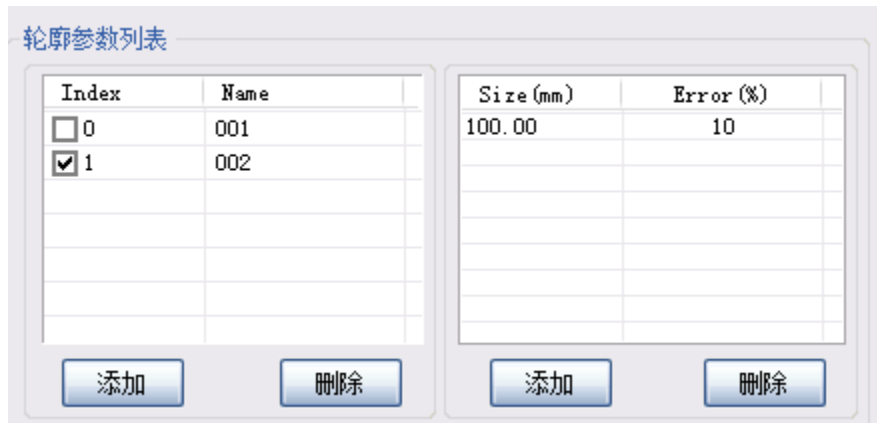 轮廓参数列表
Index Name
0 001
1 002
添加 删除
Size(mm) Error(%)
100.00 10
添加 删除